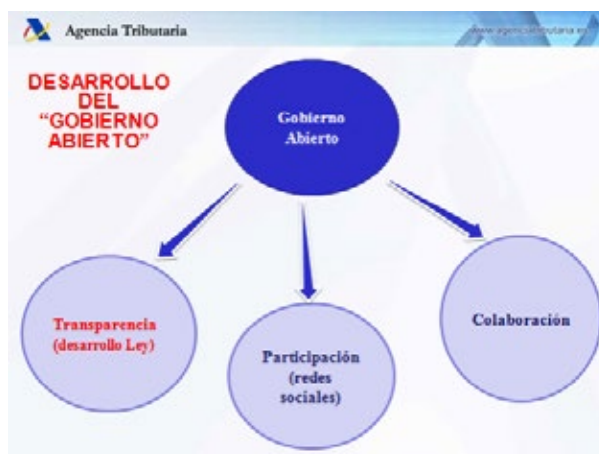 Agencia Tributaria
www.agenciatributaria.es
DESARROLLO
DEL
“GOBIERNO
ABIERTO”
Gobierno
Abierto
Transparencia
(desarrollo Ley)
Participación
(redes
sociales)
Colaboración